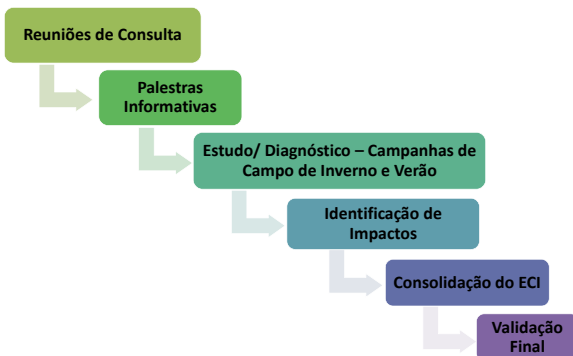 Reuniões de Consulta
Palestras
Informativas
Estudo/ Diagnóstico – Campanhas de
Campo de Inverno e Verão
Identificação de
Impactos
Consolidação do ECI
Validação
Final